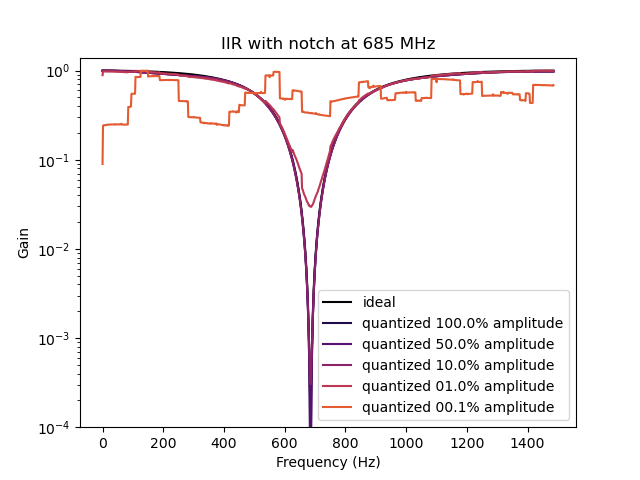 IIR with notch at 685 MHz
Gain
10^0
10^-1
10^-2
10^-3
10^-4
ideal
quantized 100.0% amplitude
quantized 50.0% amplitude
quantized 10.0% amplitude
quantized 01.0% amplitude
quantized 00.1% amplitude
0 200 400 600 800 1000 1200 1400
Frequency (Hz)